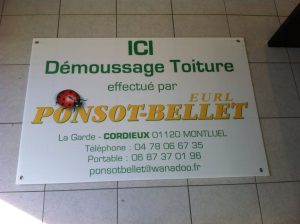 ICI
Démoussage Toiture
effectué par
EURL
PONSOT-BELLET
La Garde - CORDIEUX 01120 MONTLUEL
Téléphone : 04 78 06 67 35
Portable : 06 87 37 01 96
ponsotbellet@wanadoo.fr